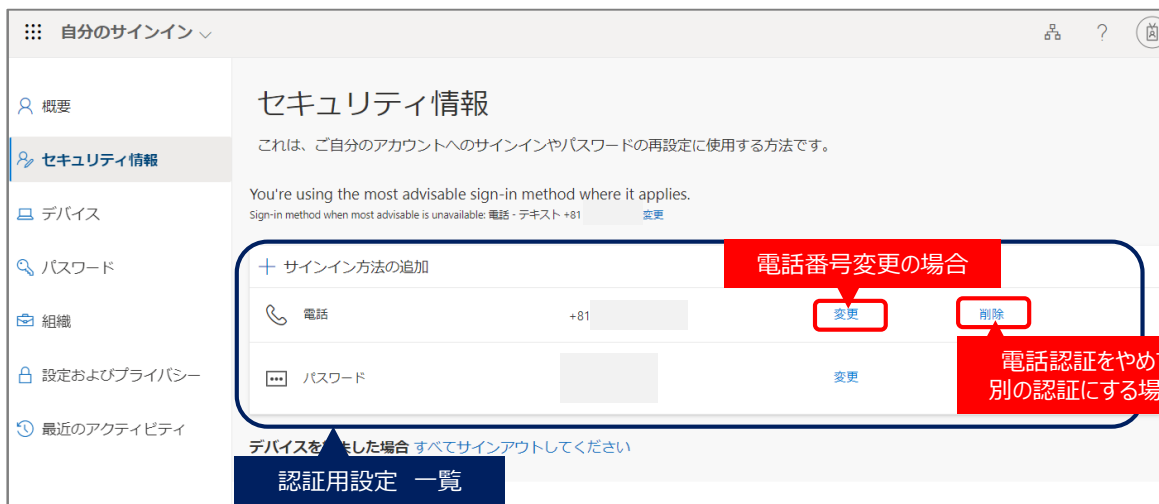 自分のサインイン
?
概要
セキュリティ情報
デバイス
パスワード
組織
設定およびプライバシー
最近のアクティビティ
セキュリティ情報
これは、ご自分のアカウントへのサインインやパスワードの再設定に使用する方法です。
You're using the most advisable sign-in method where it applies.
Sign-in method when most advisable is unavailable: 電話 - テキスト +81 変更
+ サインイン方法の追加
電話番号変更の場合
電話 +81 変更 削除
電話認証をやめ
別の認証にする場
パスワード 変更
デバイスを した場合 すべてサインアウトしてください
認証用設定 一覧